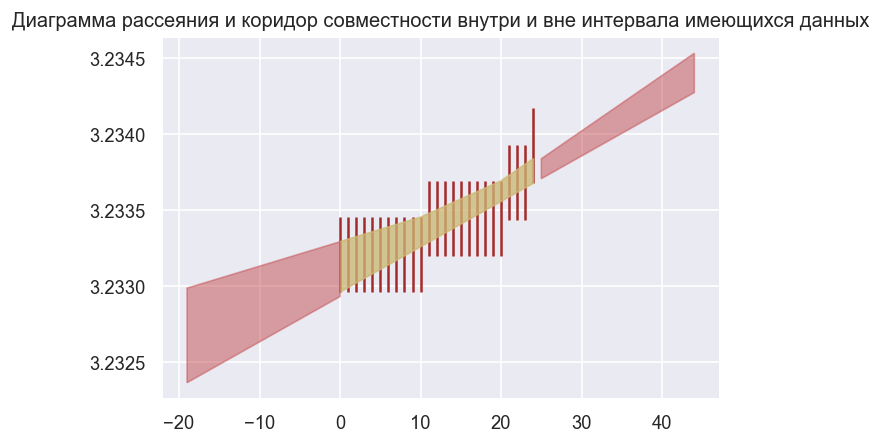 Диаграмма рассеяния и коридор совместности внутри и вне интервала имеющихся данных
3.2345
3.2340
3.2335
3.2330
3.2325
−20 −10 0 10 20 30 40